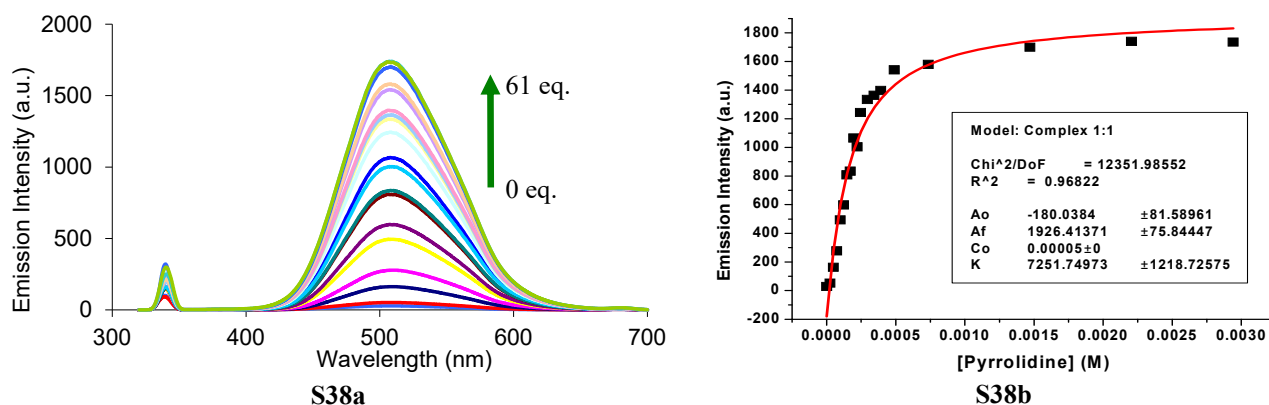 2000
1500
1000
500
0
300
400
500
600
700
Emission Intensity (a.u.)
Wavelength (nm)
61 eq.
0 eq.
S38a
1800
1600
1400
1200
1000
800
600
400
200
0
-200
0.0000
0.0005
0.0010
0.0015
0.0020
0.0025
0.0030
Emission Intensity (a.u.)
[Pyrrolidine] (M)
Model: Complex 1:1
Chi^2/DoF = 12351.98552
R^2 = 0.96822
Ao -180.0384 ±81.58961
Af 1926.41371 ±75.84447
Co 0.00005±0
K 7251.74973 ±1218.72575
S38b